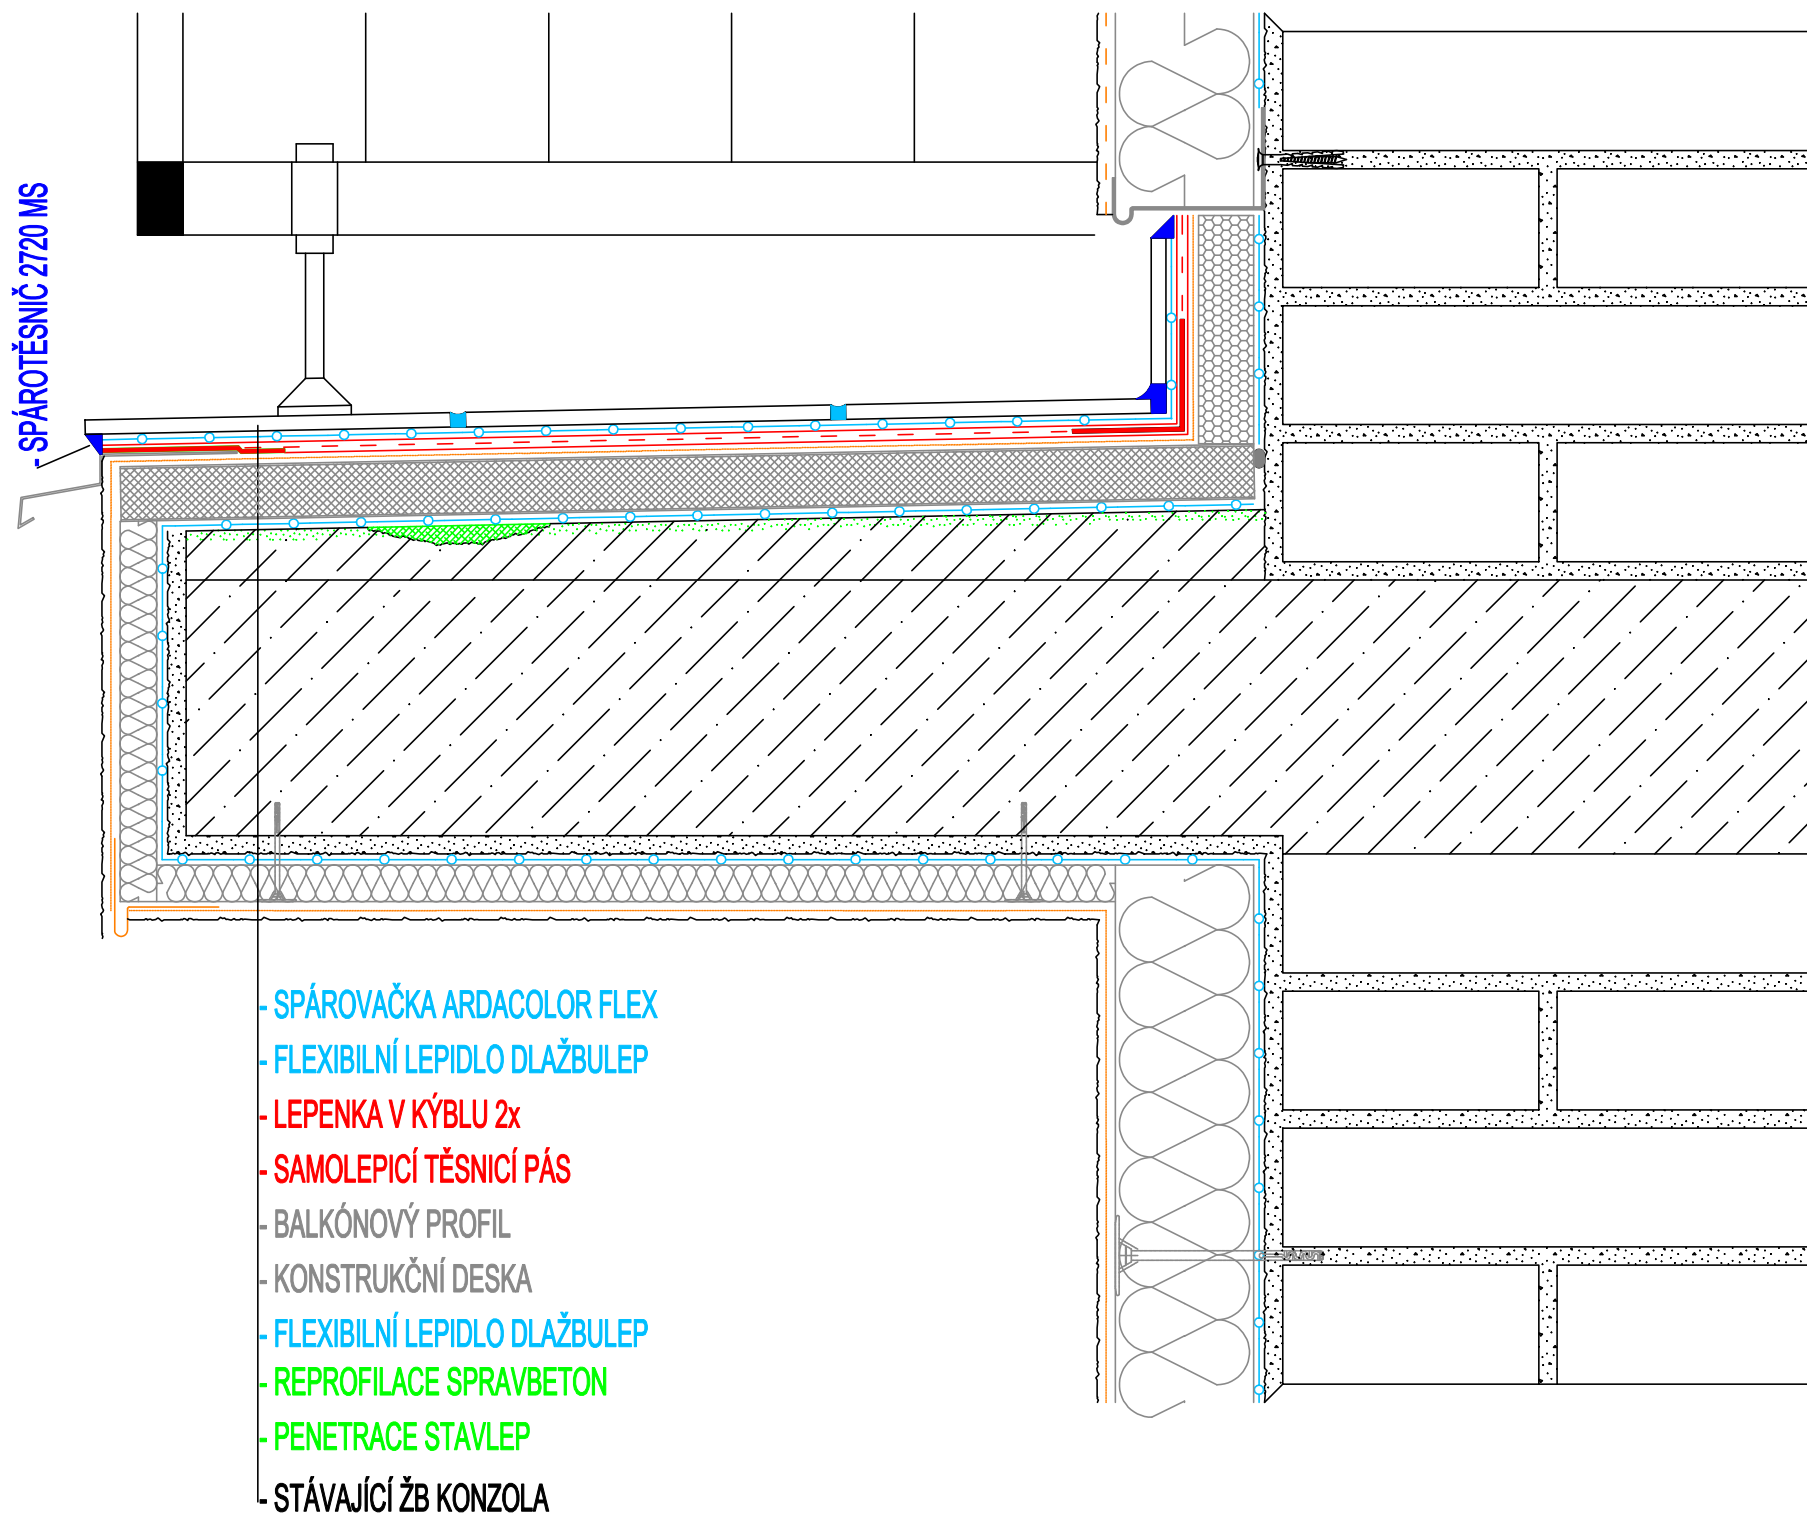 - SPÁROTĚSNIČ 2720 MS
- SPÁROVAČKA ARDACOLOR FLEX
- FLEXIBILNÍ LEPIDLO DLAŽBULEP
- LEPENKA V KÝBLU 2x
- SAMOLEPICÍ TĚSNICÍ PÁS
- BALKÓNOVÝ PROFIL
- KONSTRUKČNÍ DESKA
- FLEXIBILNÍ LEPIDLO DLAŽBULEP
- REPROFILACE SPRAVBETON
- PENETRACE STAVLEP
- STÁVAJÍCÍ ŽB KONZOLA